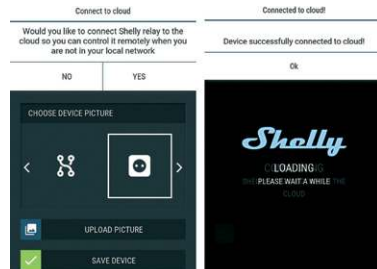 Connect to cloud
Would you like to connect Shelly relay to the
cloud so you can control it remotely when you
are not in your local network
NO
YES
CHOOSE DEVICE PICTURE
UPLOAD PICTURE
SAVE DEVICE
Connected to cloud!
Device successfully connected to cloud!
Ok
Shelly
LOADING
PLEASE WAIT A WHILE
CLOUD